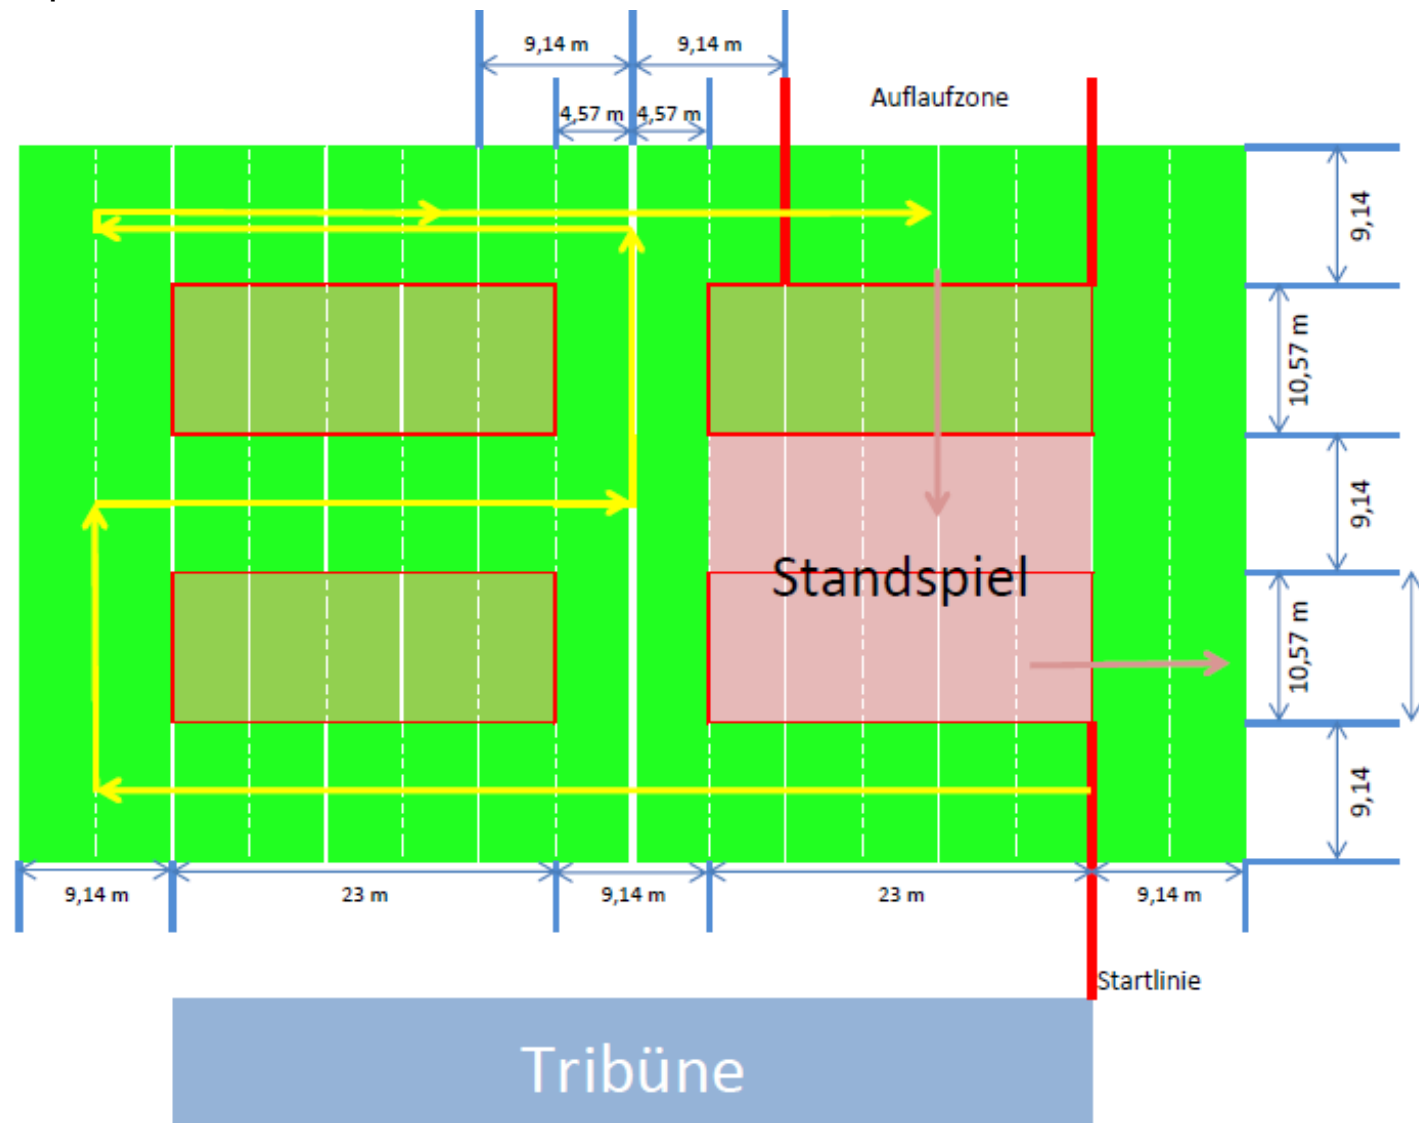 9,14 m
9,14 m
Auflaufzone
4,57 m
4,57 m
9,14
10,57 m
9,14
Standspiel
10,57 m
9,14
9,14 m
23 m
9,14 m
23 m
9,14 m
Startlinie
Tribüne